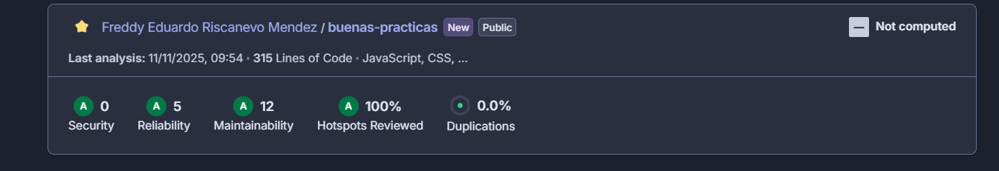 Freddy Eduardo Riscanevo Mendez / buenas-practicas New Public Not computed
Last analysis: 11/11/2025, 09:54 • 315 Lines of Code • JavaScript, CSS, ...
A 0 A 5 A 12 A 100% 0.0%
Security Reliability Maintainability Hotspots Reviewed Duplications